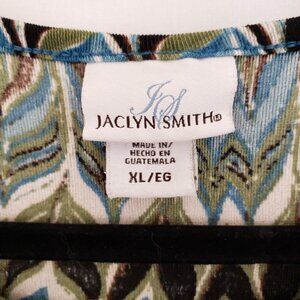 JS
JACLYN SMITH®
MADE IN/
HECHO EN
GUATEMALA
XL/EG